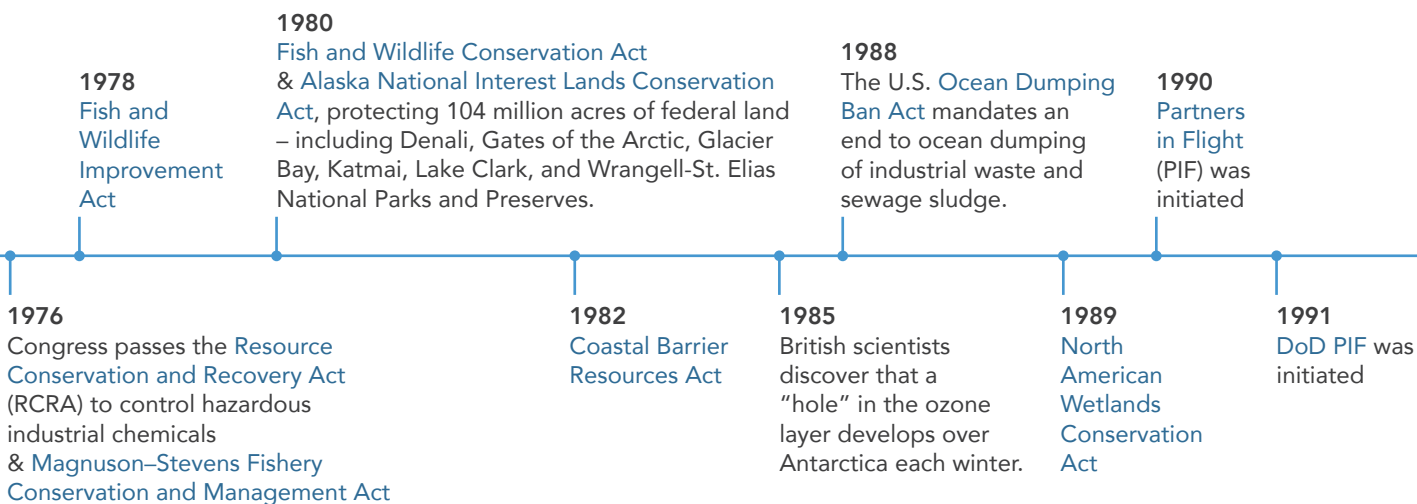 1980
Fish and Wildlife Conservation Act
& Alaska National Interest Lands Conservation
Act, protecting 104 million acres of federal land
– including Denali, Gates of the Arctic, Glacier
Bay, Katmai, Lake Clark, and Wrangell-St. Elias
National Parks and Preserves.
1978
Fish and
Wildlife
Improvement
Act
1988
The U.S. Ocean Dumping
Ban Act mandates an
end to ocean dumping
of industrial waste and
sewage sludge.
1990
Partners
in Flight
(PIF) was
initiated
1976
Congress passes the Resource
Conservation and Recovery Act
(RCRA) to control hazardous
industrial chemicals
& Magnuson–Stevens Fishery
Conservation and Management Act
1982
Coastal Barrier
Resources Act
1985
British scientists
discover that a
“hole” in the ozone
layer develops over
Antarctica each winter.
1989
North
American
Wetlands
Conservation
Act
1991
DoD PIF was
initiated